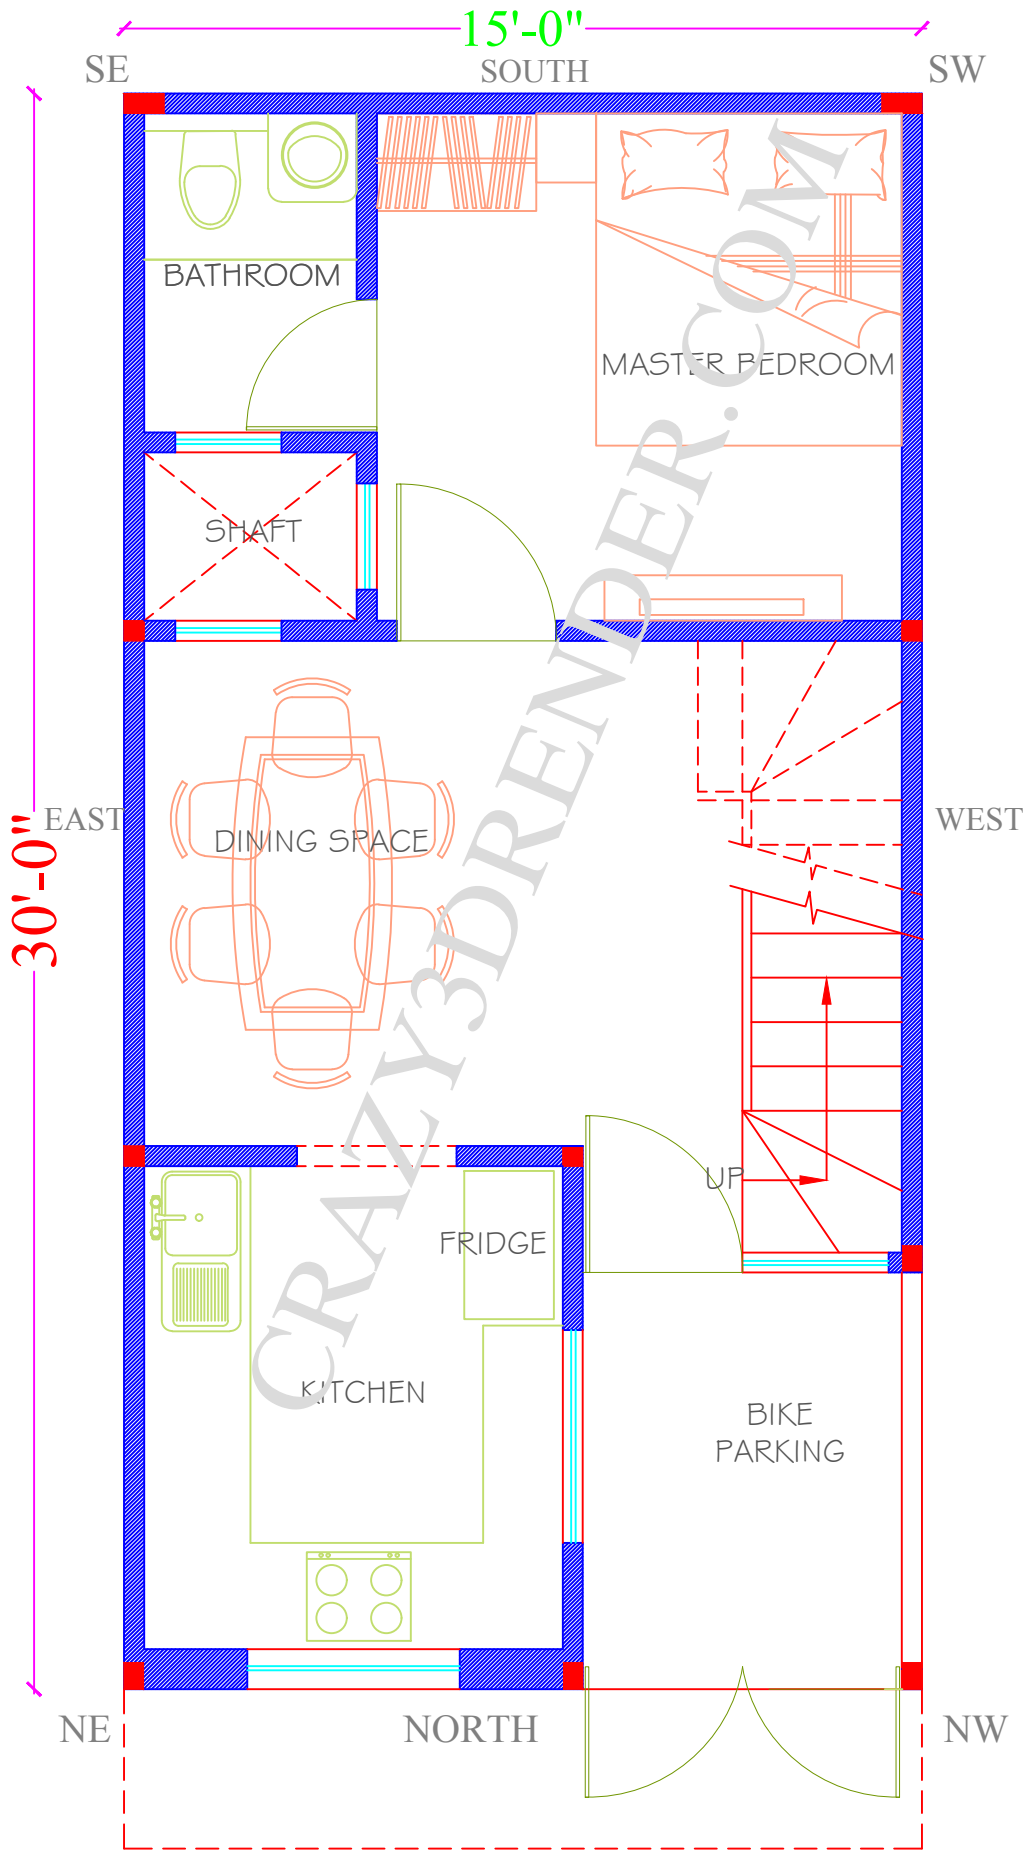 15'-0"
SE
SOUTH
SW
BATHROOM
MASTER BEDROOM
SHAFT
EAST
DINING SPACE
WEST
30'-0"
UP
FRIDGE
KITCHEN
BIKE
PARKING
NE
NORTH
NW
CRAZY3DRENDER.COM